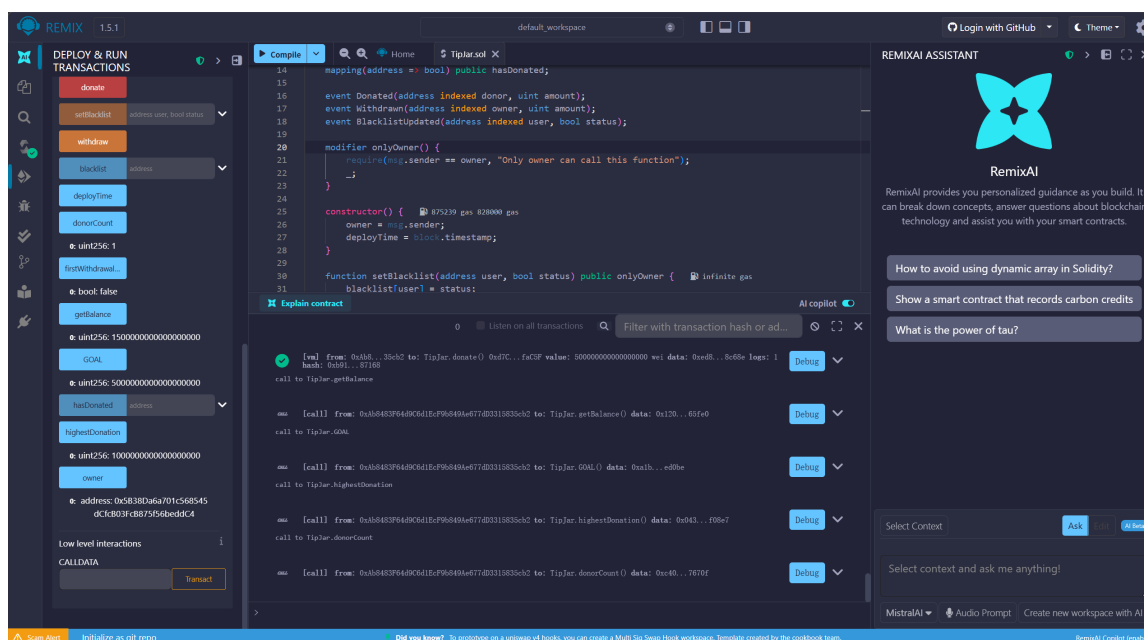 REMIX 1.5.1
default_workspace
Login with GitHub
Theme
DEPLOY & RUN
TRANSACTIONS
donate
setBlacklist address user, bool status
withdraw
blacklist address
deployTime
donorCount
0: uint256: 1
firstWithdrawal...
0: bool: false
getBalance
0: uint256: 1500000000000000000
GOAL
0: uint256: 5000000000000000000
hasDonated address
highestDonation
0: uint256: 1000000000000000000
owner
0: address: 0x5B38Da6a701c568545
dCfcB03FcB875f56beddC4
Low level interactions
CALLDATA
Transact
Compile
Home
TipJar.sol
14 mapping(address => bool) public hasDonated;
15
16 event Donated(address indexed donor, uint amount);
17 event Withdrawn(address indexed owner, uint amount);
18 event BlacklistUpdated(address indexed user, bool status);
19
20 modifier onlyOwner() {
21 require(msg.sender == owner, "Only owner can call this function");
22 _;
23 }
24
25 constructor() { 875239 gas 828000 gas
26 owner = msg.sender;
27 deployTime = block.timestamp;
28 }
29
30 function setBlacklist(address user, bool status) public onlyOwner { infinite gas
31 blacklist[user] = status;
Explain contract
AI copilot
0 Listen on all transactions Filter with transaction hash or ad...
[vm] from: 0xAb8...35cb2 to: TipJar.donate() 0xd7C...faC5F value: 500000000000000000 wei data: 0xed8...8c68e logs: 1
hash: 0xb91...87168
Debug
call to TipJar.getBalance
call [call] from: 0xAb8483F64d9C6d1EcF9b849Ae677dD3315835cb2 to: TipJar.getBalance() data: 0x120...65fe0
Debug
call to TipJar.GOAL
call [call] from: 0xAb8483F64d9C6d1EcF9b849Ae677dD3315835cb2 to: TipJar.GOAL() data: 0xa1b...ed0be
Debug
call to TipJar.highestDonation
call [call] from: 0xAb8483F64d9C6d1EcF9b849Ae677dD3315835cb2 to: TipJar.highestDonation() data: 0x043...f08e7
Debug
call to TipJar.donorCount
call [call] from: 0xAb8483F64d9C6d1EcF9b849Ae677dD3315835cb2 to: TipJar.donorCount() data: 0xc40...7670f
Debug
>
REMIXAI ASSISTANT
RemixAI
RemixAI provides you personalized guidance as you build. It
can break down concepts, answer questions about blockchain
technology and assist you with your smart contracts.
How to avoid using dynamic array in Solidity?
Show a smart contract that records carbon credits
What is the power of tau?
Select Context
Ask Edit AI Beta
Select context and ask me anything!
MistralAI Audio Prompt Create new workspace with AI
Scam Alert Initialize as git repo
Did you know? To prototype on a uniswap v4 hooks, you can create a Multi Sig Swap Hook workspace. Template created by the cookbook team.
RemixAI Copilot